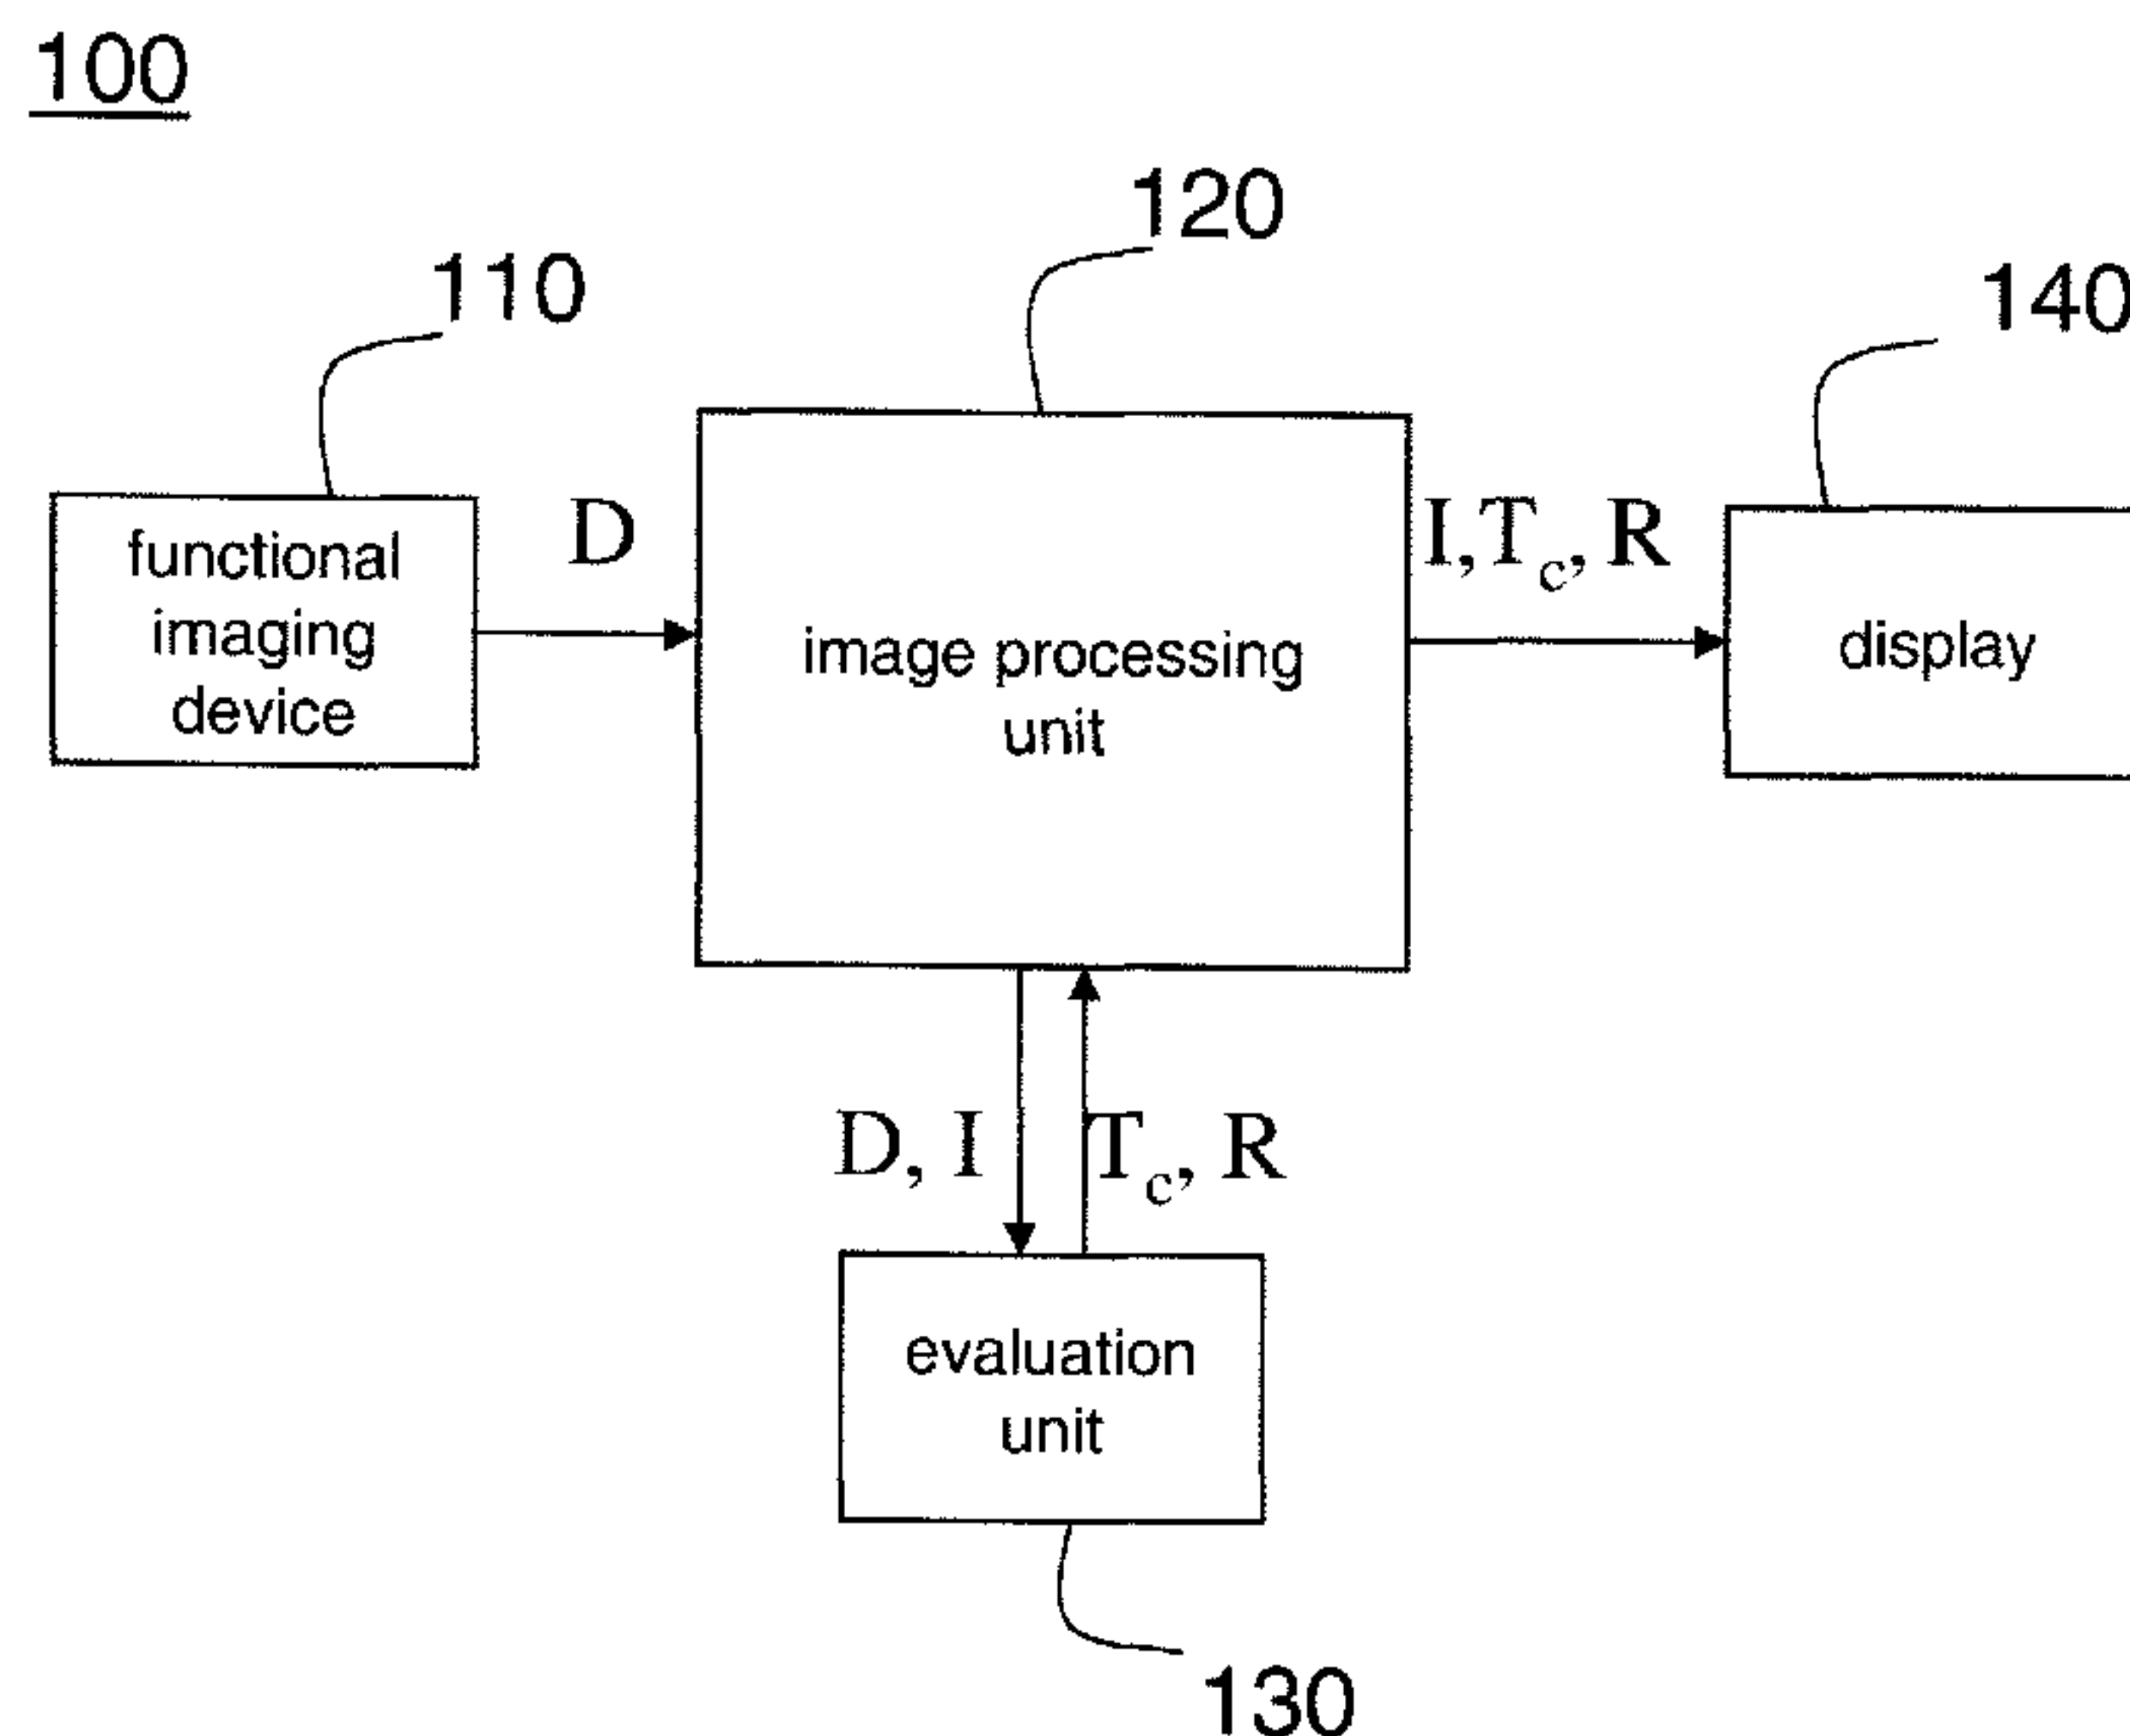 100
120
110
140
functional
imaging
device
D
image processing
unit
I, Tc, R
display
D, I
Tc, R
evaluation
unit
130